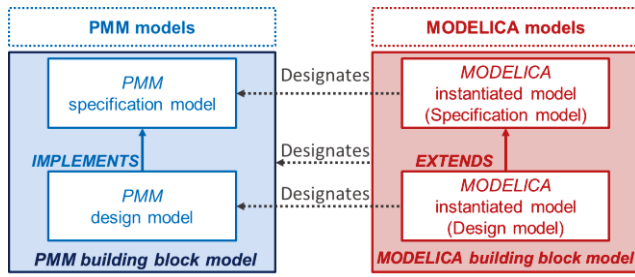 PMM models
MODELICA models
PMM
specification model
Designates
MODELICA
instantiated model
(Specification model)
IMPLEMENTS
Designates
EXTENDS
PMM
design model
Designates
MODELICA
instantiated model
(Design model)
PMM building block model
MODELICA building block model